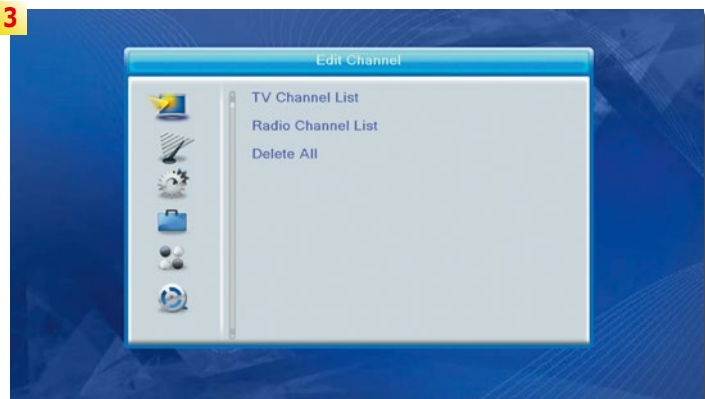 3
Edit Channel
TV Channel List
Radio Channel List
Delete All